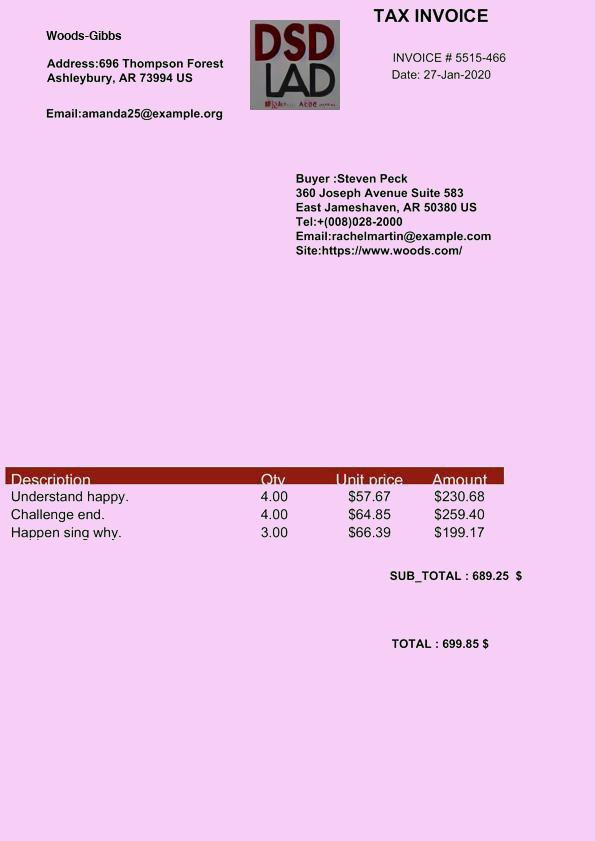 TAX INVOICE
Woods-Gibbs
DSD
LAD
INVOICE # 5515-466
Address:696 Thompson Forest
Ashleybury, AR 73994 US
Date: 27-Jan-2020
Email:amanda25@example.org
Buyer :Steven Peck
360 Joseph Avenue Suite 583
East Jameshaven, AR 50380 US
Tel:+(008)028-2000
Email:rachelmartin@example.com
Site:https://www.woods.com/
Description Qty Unit price Amount
Understand happy. 4.00 $57.67 $230.68
Challenge end. 4.00 $64.85 $259.40
Happen sing why. 3.00 $66.39 $199.17
SUB_TOTAL : 689.25 $
TOTAL : 699.85 $